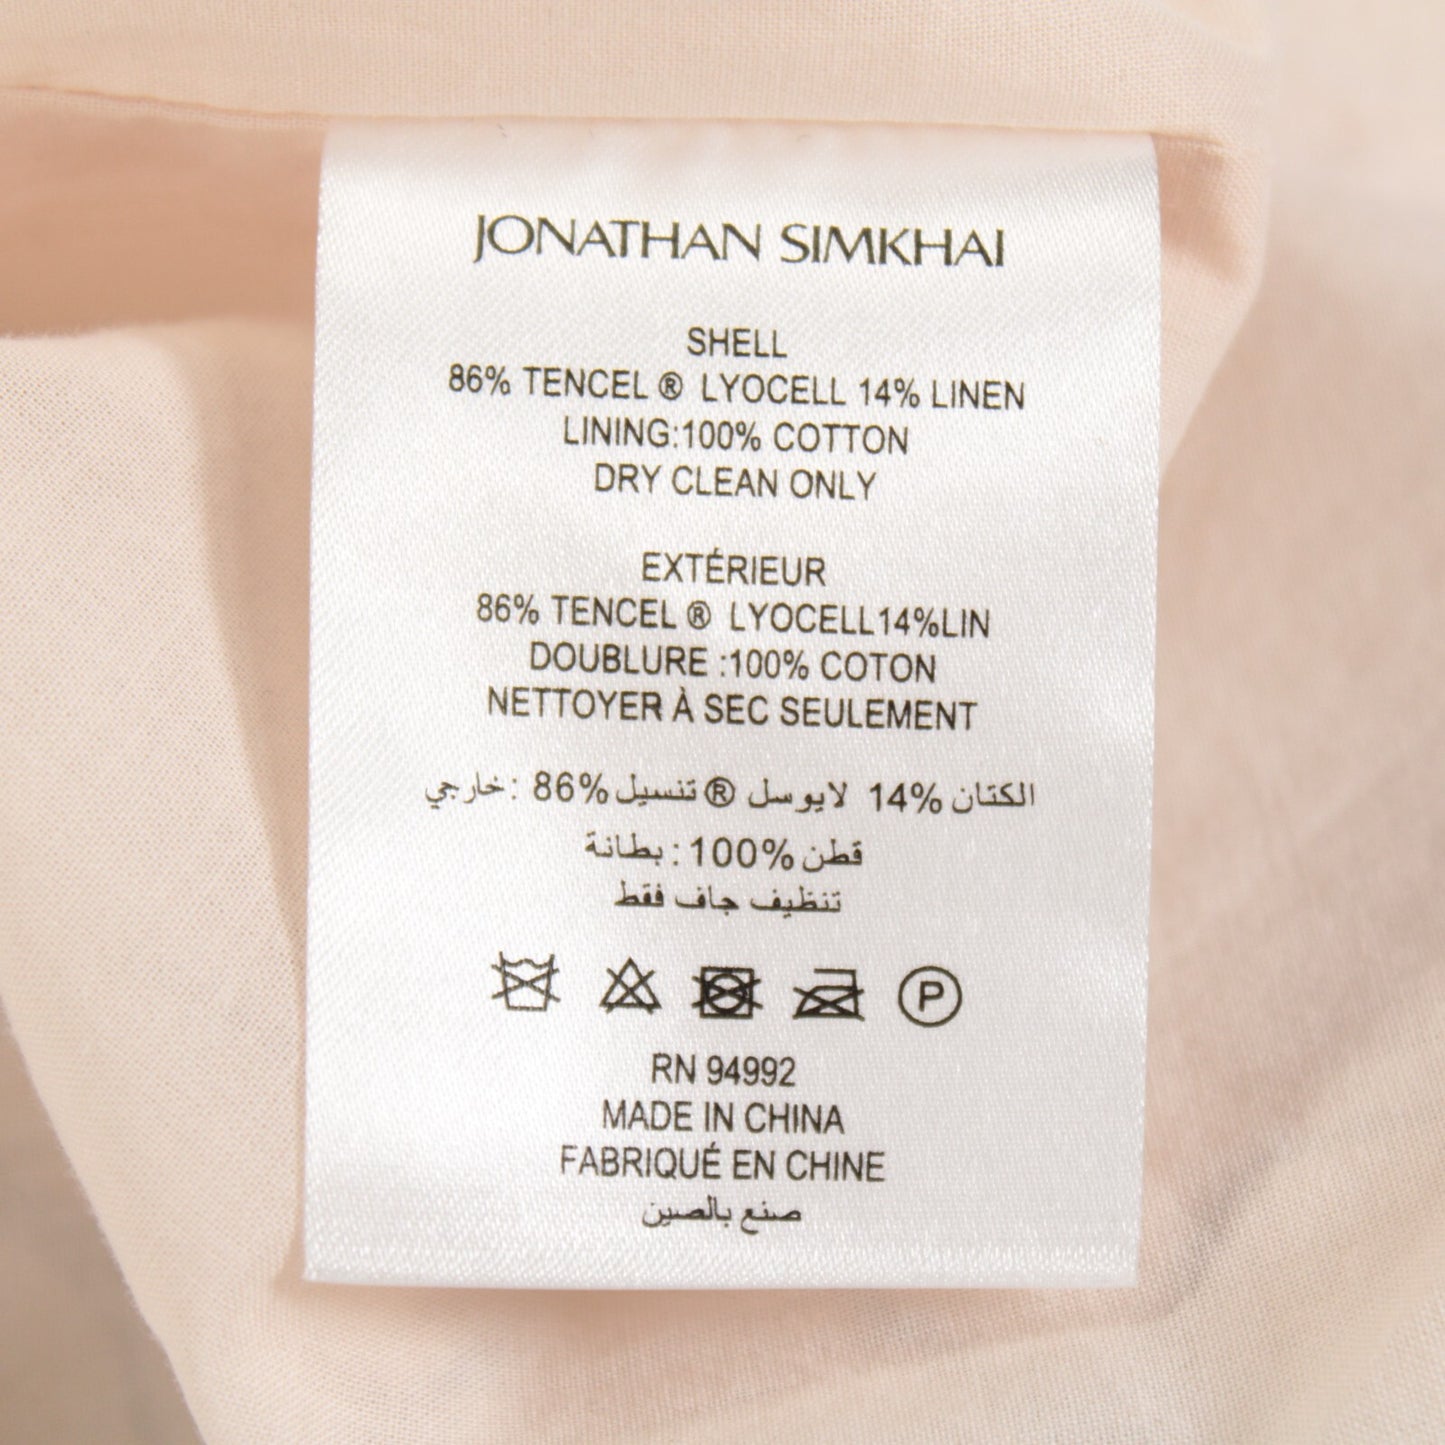 JONATHAN SIMKHAI
SHELL
86% TENCEL ® LYOCELL 14% LINEN
LINING:100% COTTON
DRY CLEAN ONLY
EXTÉRIEUR
86% TENCEL ® LYOCELL14%LIN
DOUBLURE :100% COTON
NETTOYER À SEC SEULEMENT
خارجي: 86% تنسيل® لايوسل 14% الكتان
بطانة: 100% قطن
تنظيف جاف فقط
P
RN 94992
MADE IN CHINA
FABRIQUÉ EN CHINE
صنع بالصين